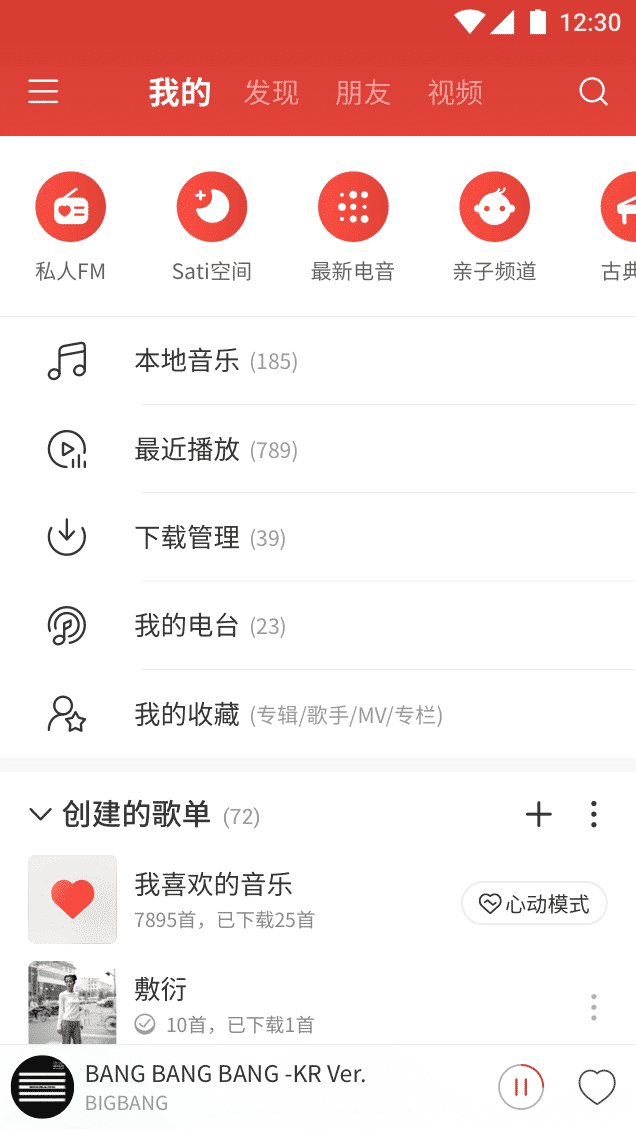 12:30
我的 发现 朋友 视频
私人FM Sati空间 最新电音 亲子频道 古典
本地音乐 (185)
最近播放 (789)
下载管理 (39)
我的电台 (23)
我的收藏 (专辑/歌手/MV/专栏)
创建的歌单 (72)
我喜欢的音乐
7895首，已下载25首
心动模式
敷衍
10首，已下载1首
BANG BANG BANG -KR Ver.
BIGBANG